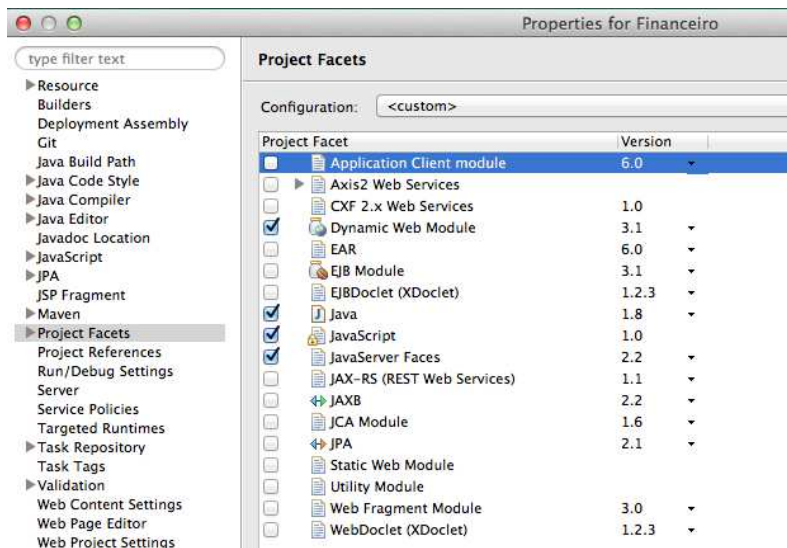 Properties for Financeiro
type filter text
Resource
Builders
Deployment Assembly
Git
Java Build Path
Java Code Style
Java Compiler
Java Editor
Javadoc Location
JavaScript
JPA
JSP Fragment
Maven
Project Facets
Project References
Run/Debug Settings
Server
Service Policies
Targeted Runtimes
Task Repository
Task Tags
Validation
Web Content Settings
Web Page Editor
Web Project Settings
Project Facets
Configuration: <custom>
Project Facet Version
Application Client module 6.0
Axis2 Web Services
CXF 2.x Web Services 1.0
Dynamic Web Module 3.1
EAR 6.0
EJB Module 3.1
EJBDoclet (XDoclet) 1.2.3
Java 1.8
JavaScript 1.0
JavaServer Faces 2.2
JAX-RS (REST Web Services) 1.1
JAXB 2.2
JCA Module 1.6
JPA 2.1
Static Web Module
Utility Module
Web Fragment Module 3.0
WebDoclet (XDoclet) 1.2.3